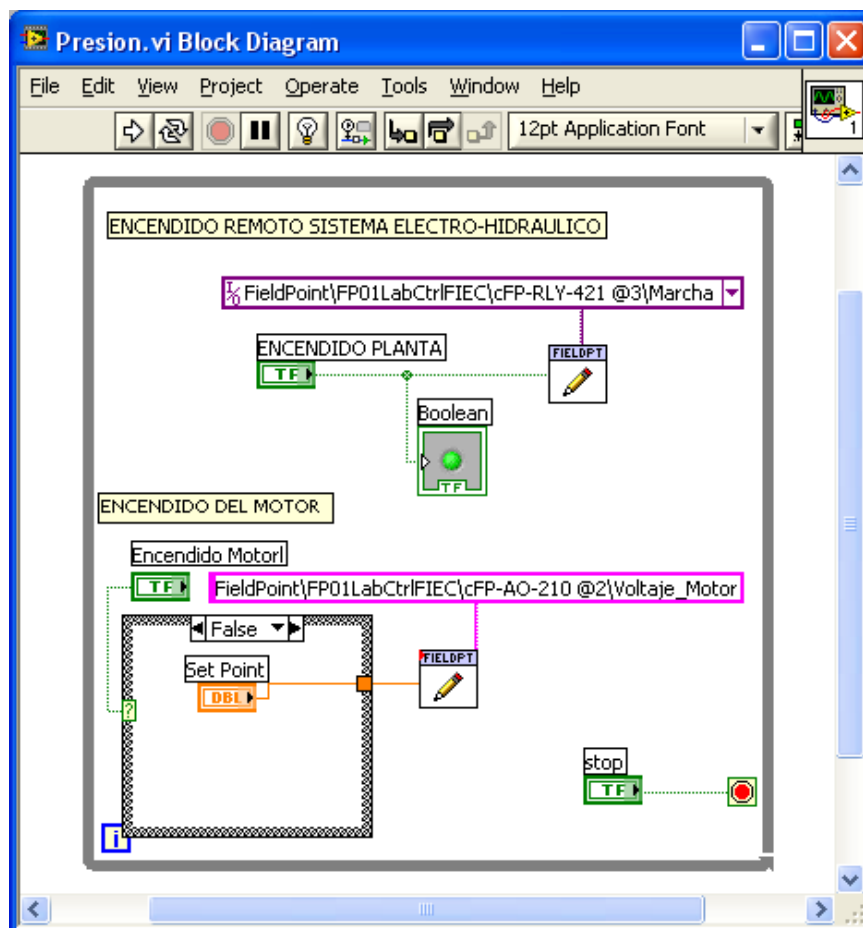 Presion.vi Block Diagram
File Edit View Project Operate Tools Window Help
12pt Application Font
1
ENCENDIDO REMOTO SISTEMA ELECTRO-HIDRAULICO
I/O FieldPoint\FP01LabCtrlFIEC\cFP-RLY-421 @3\Marcha
ENCENDIDO PLANTA
FIELDPT
TF
Boolean
TF
ENCENDIDO DEL MOTOR
Encendido Motorl
TF
FieldPoint\FP01LabCtrlFIEC\cFP-AO-210 @2\Voltaje_Motor
False
FIELDPT
Set Point
DBL
?
stop
TF
i